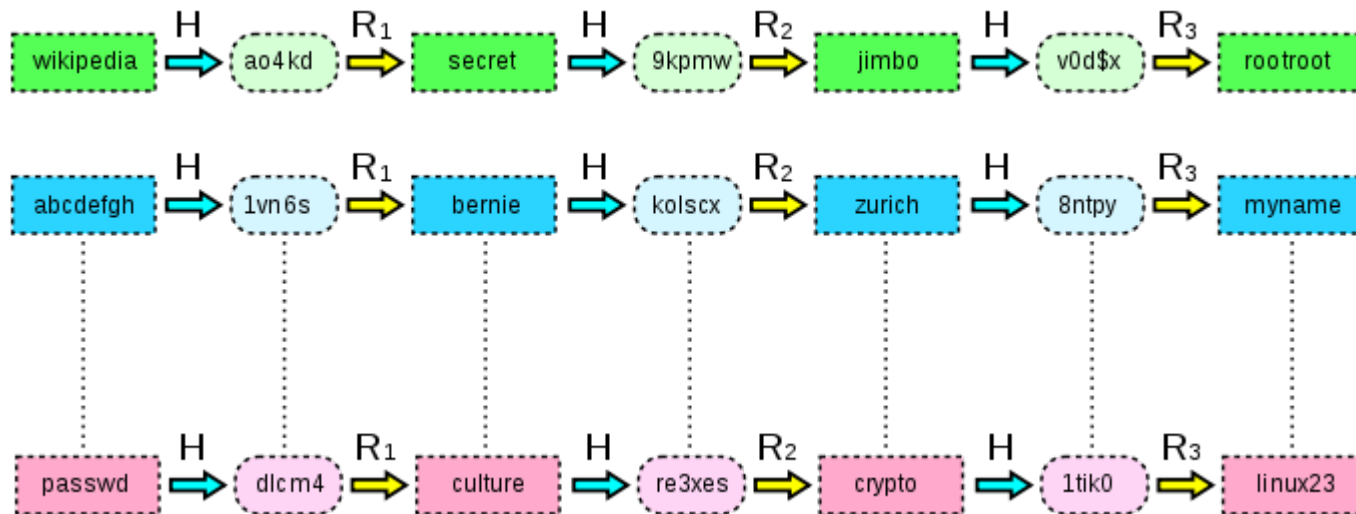 H R1 H R2 H R3
wikipedia ao4kd secret 9kpmw jimbo v0d$x rootroot
H R1 H R2 H R3
abcdefgh 1vn6s bernie kolscx zurich 8ntpy myname
H R1 H R2 H R3
passwd dlcm4 culture re3xes crypto 1tik0 linux23